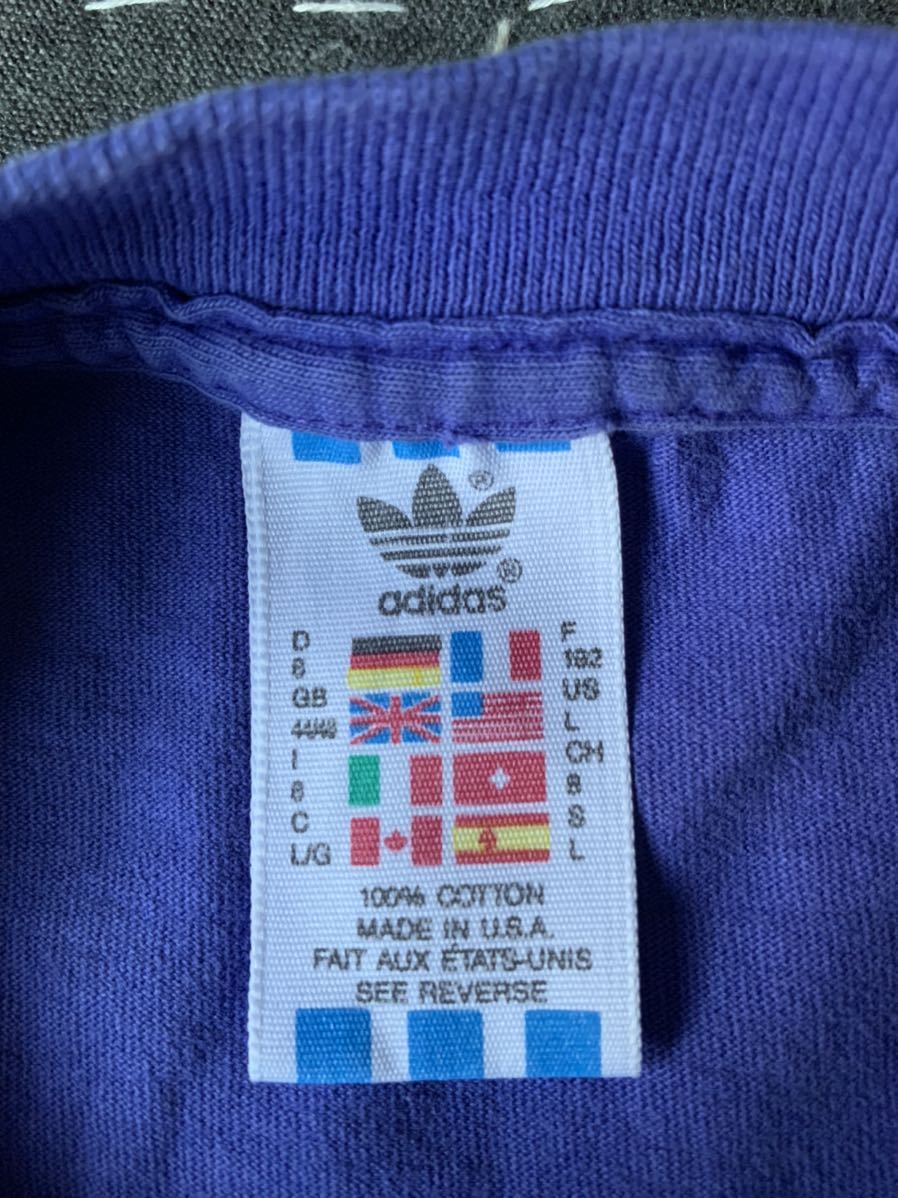 ®
adidas®
D
8
GB
44/46
I
8
C
L/G
F
192
US
L
CH
8
S
L
100% COTTON
MADE IN U.S.A.
FAIT AUX ÉTATS-UNIS
SEE REVERSE